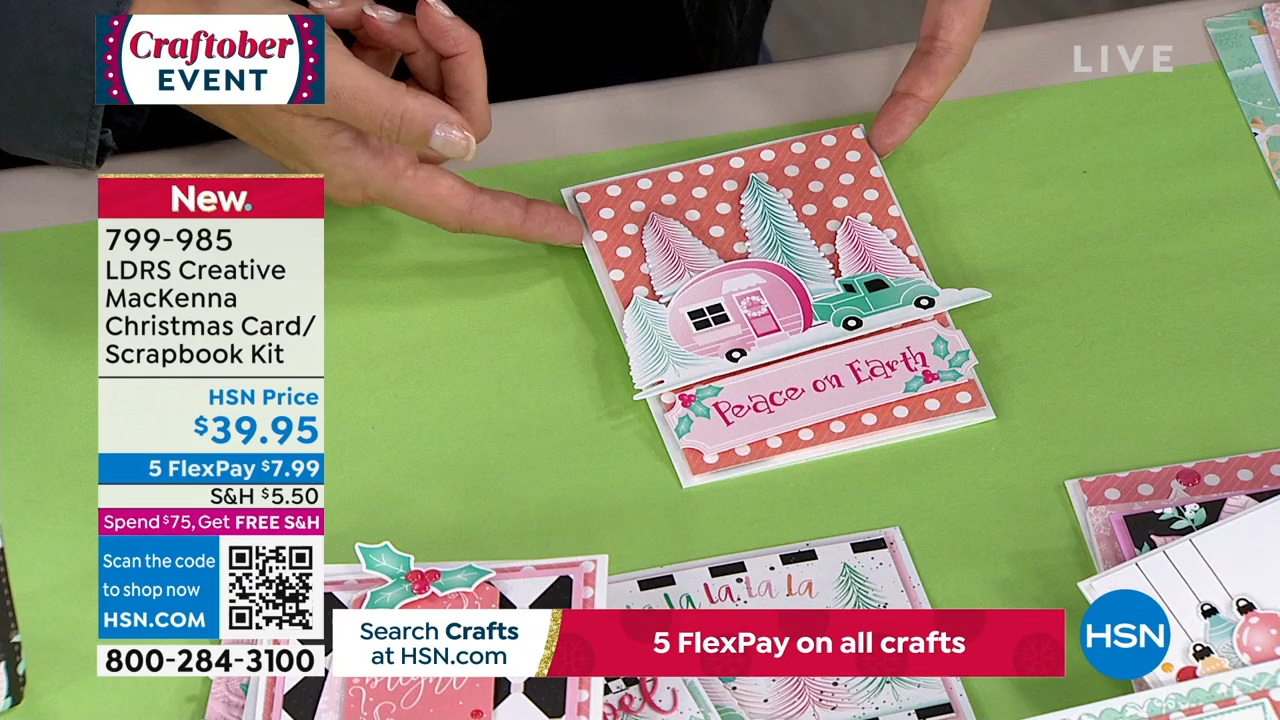 Craftober
EVENT
LIVE
New.
799-985
LDRS Creative
MacKenna
Christmas Card/
Scrapbook Kit
HSN Price
$39.95
5 FlexPay $7.99
S&H $5.50
Spend $75, Get FREE S&H
Scan the code
to shop now
HSN.COM
800-284-3100
Peace on Earth
La La La La
bright
Search Crafts
at HSN.com
5 FlexPay on all crafts
HSN